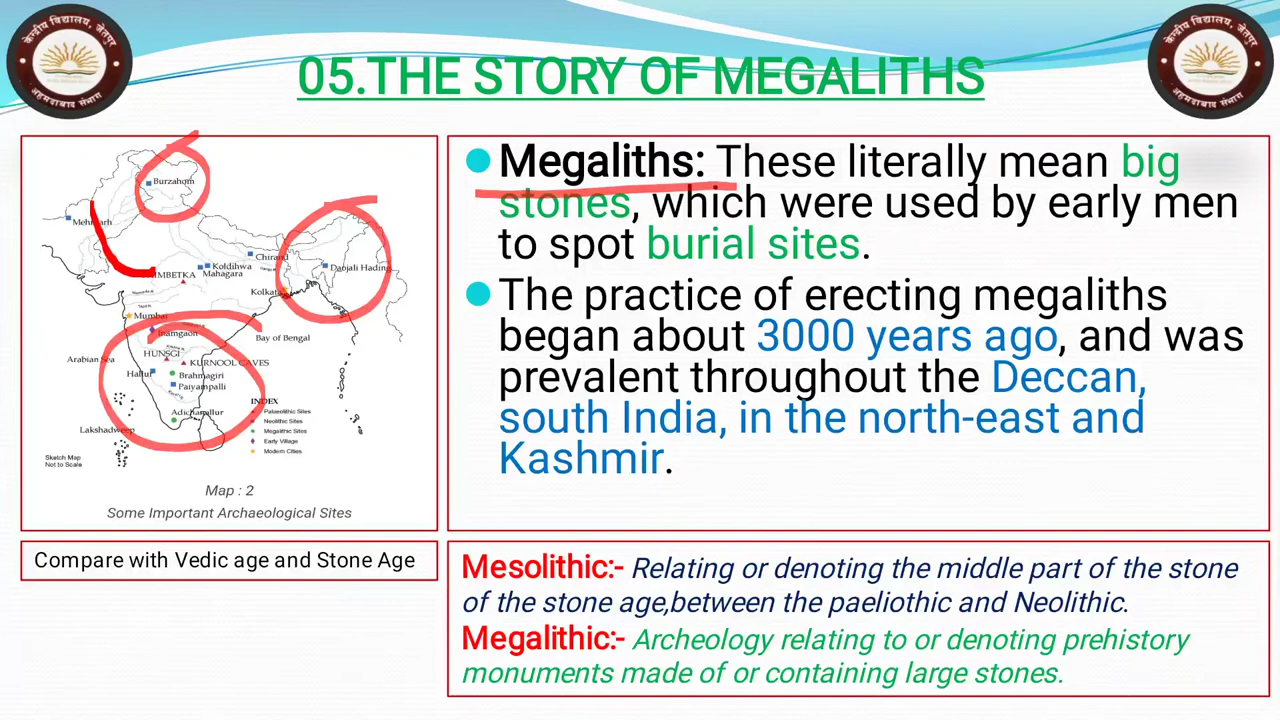 केन्द्रीय विद्यालय, जेतपुर
अहमदाबाद संभाग
केन्द्रीय विद्यालय, जेतपुर
अहमदाबाद संभाग
05.THE STORY OF MEGALITHS
Burzahom
Chirand
Koldihwa
Mahagara
Daojali Hading
Kolkata
Mumbai
Inamgaon
Bay of Bengal
Arabian Sea
HUNSGI
KURNOOL CAVES
Hallur
Brahmagiri
Paiyampalli
Adichanallur
Lakshadweep
INDEX
Palaeolithic Sites
Neolithic Sites
Megalithic Sites
Early Village
Modern Cities
Sketch Map
Not to Scale
Map : 2
Some Important Archaeological Sites
Compare with Vedic age and Stone Age
Megaliths: These literally mean big
stones, which were used by early men
to spot burial sites.
The practice of erecting megaliths
began about 3000 years ago, and was
prevalent throughout the Deccan,
south India, in the north-east and
Kashmir.
Mesolithic:- Relating or denoting the middle part of the stone
of the stone age,between the paeliothic and Neolithic.
Megalithic:- Archeology relating to or denoting prehistory
monuments made of or containing large stones.